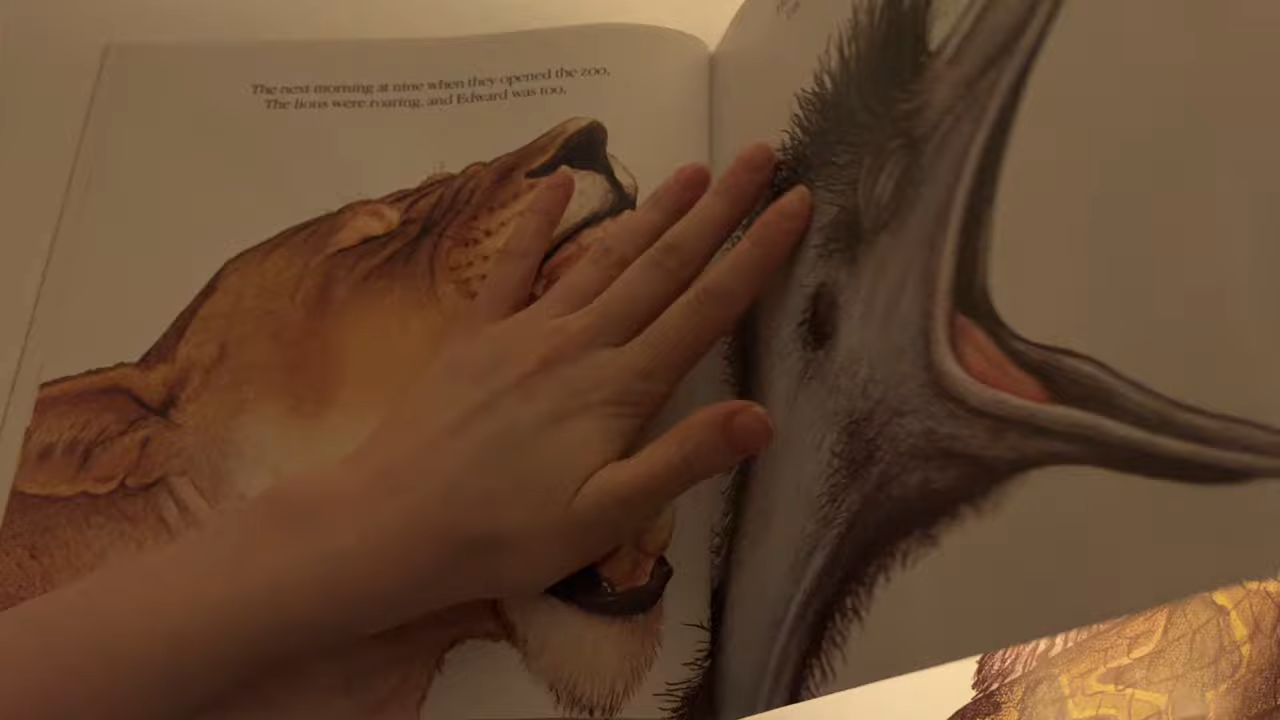 The next morning at nine when they opened the zoo,
The lions were roaring, and Edward was too,